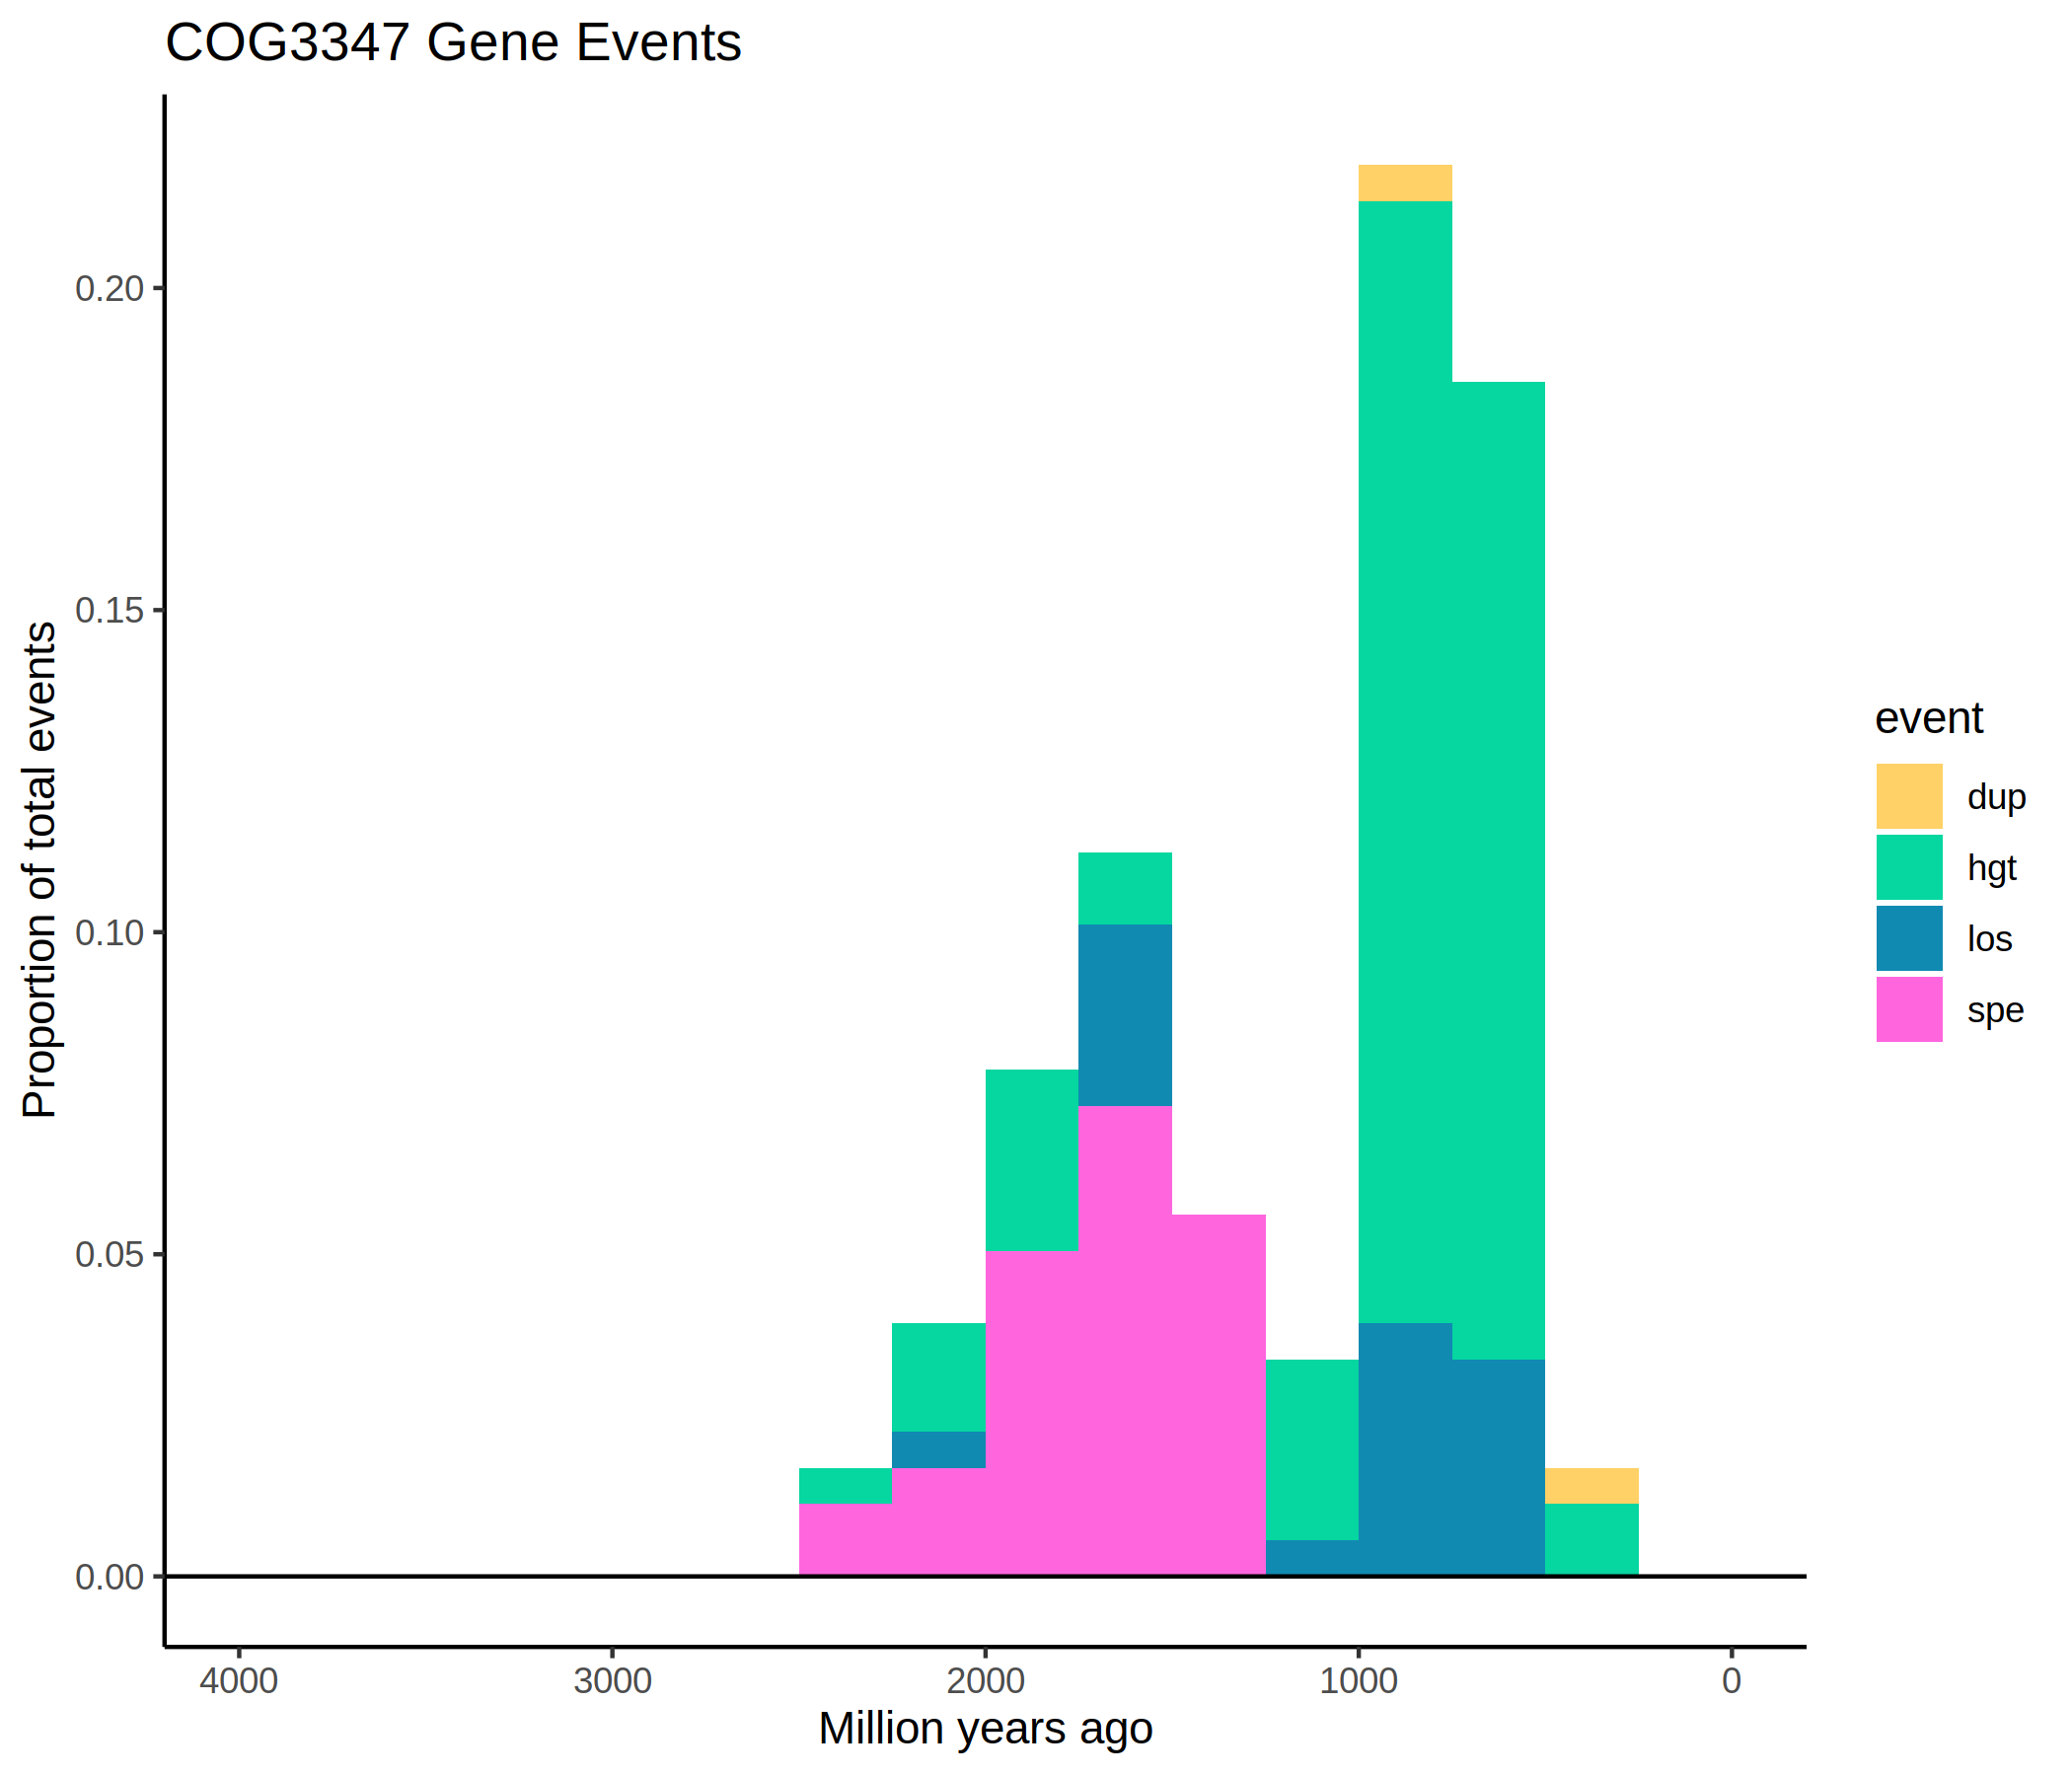 COG3347 Gene Events
Proportion of total events
0.20
0.15
0.10
0.05
0.00
4000 3000 2000 1000 0
Million years ago
event
dup
hgt
los
spe